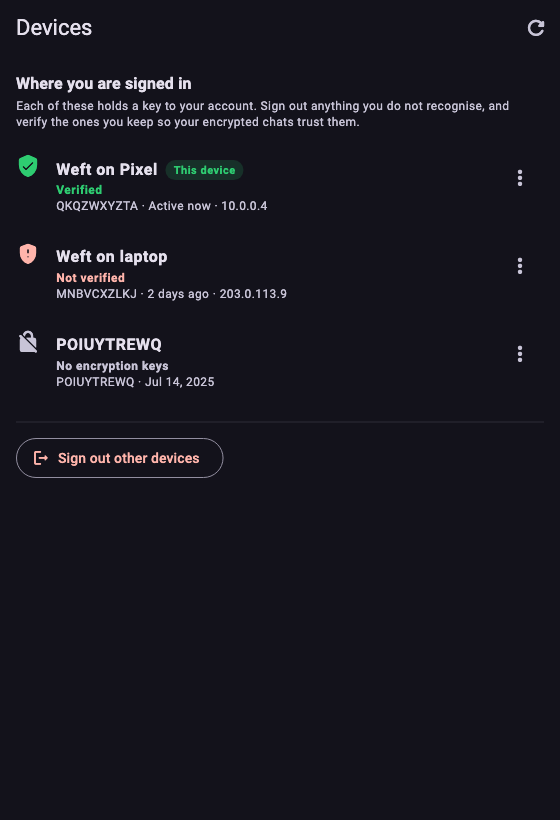 Devices
Where you are signed in
Each of these holds a key to your account. Sign out anything you do not recognise, and
verify the ones you keep so your encrypted chats trust them.
Weft on Pixel This device
Verified
QKQZWXYZTA · Active now · 10.0.0.4
Weft on laptop
Not verified
MNBVCXZLKJ · 2 days ago · 203.0.113.9
POIUYTREWQ
No encryption keys
POIUYTREWQ · Jul 14, 2025
Sign out other devices